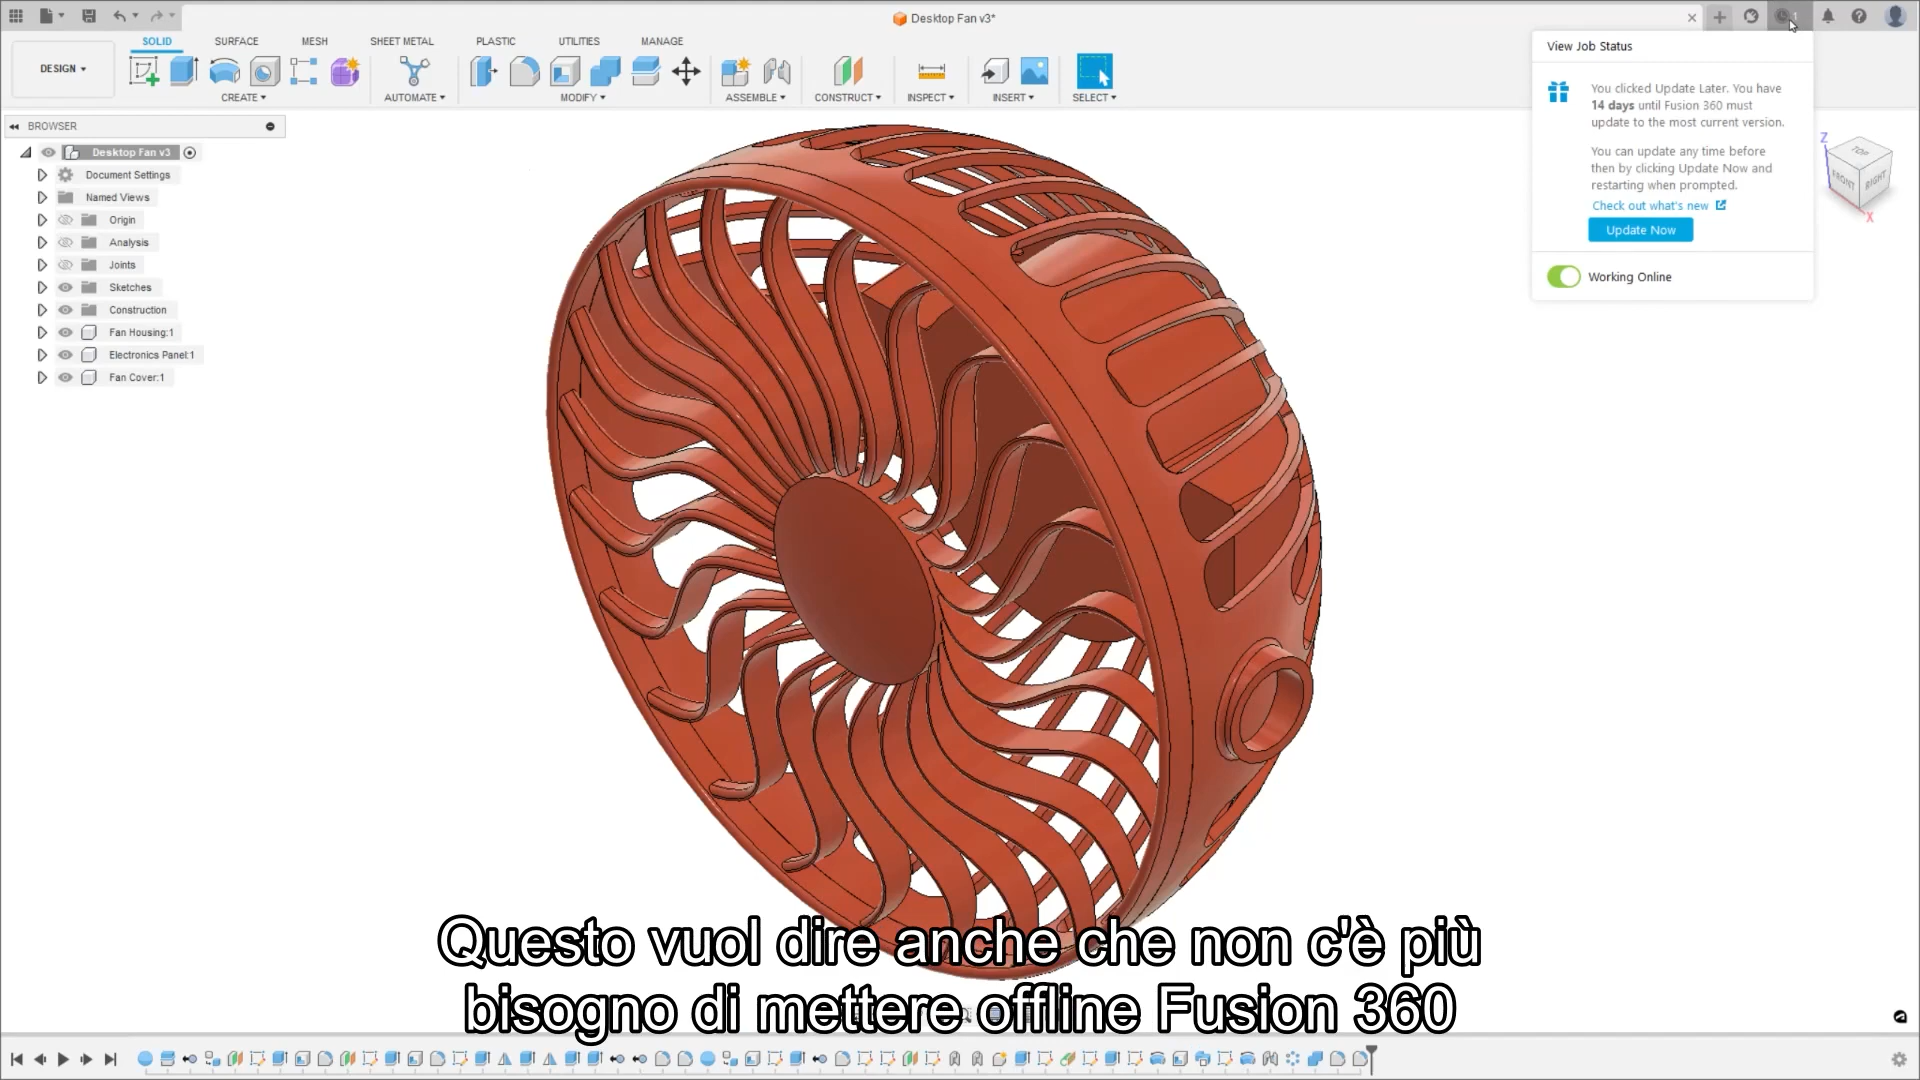 Desktop Fan v3*
1
DESIGN
SOLID
SURFACE
MESH
SHEET METAL
PLASTIC
UTILITIES
MANAGE
CREATE
AUTOMATE
MODIFY
ASSEMBLE
CONSTRUCT
INSPECT
INSERT
SELECT
View Job Status
You clicked Update Later. You have
14 days until Fusion 360 must
update to the most current version.
You can update any time before
then by clicking Update Now and
restarting when prompted.
Check out what's new
Update Now
Working Online
BROWSER
Desktop Fan v3
Document Settings
Named Views
Origin
Analysis
Joints
Sketches
Construction
Fan Housing:1
Electronics Panel:1
Fan Cover:1
Z
TOP
FRONT
RIGHT
X
Questo vuol dire anche che non c'è più
bisogno di mettere offline Fusion 360